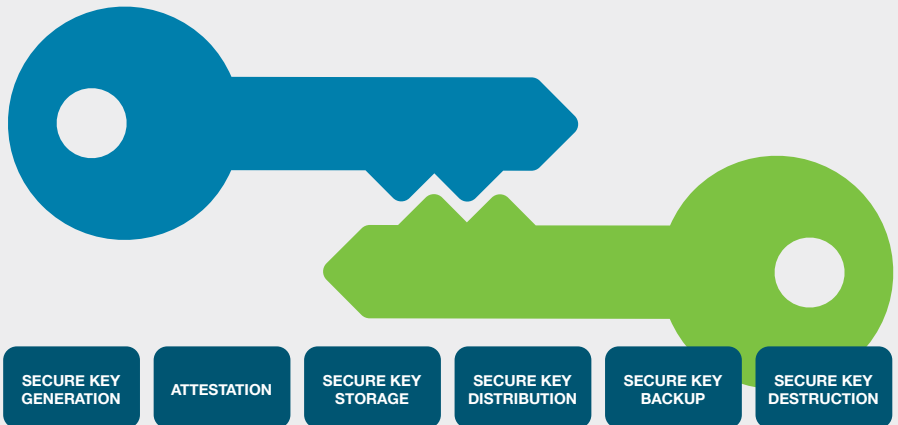 SECURE KEY
GENERATION
ATTESTATION
SECURE KEY
STORAGE
SECURE KEY
DISTRIBUTION
SECURE KEY
BACKUP
SECURE KEY
DESTRUCTION